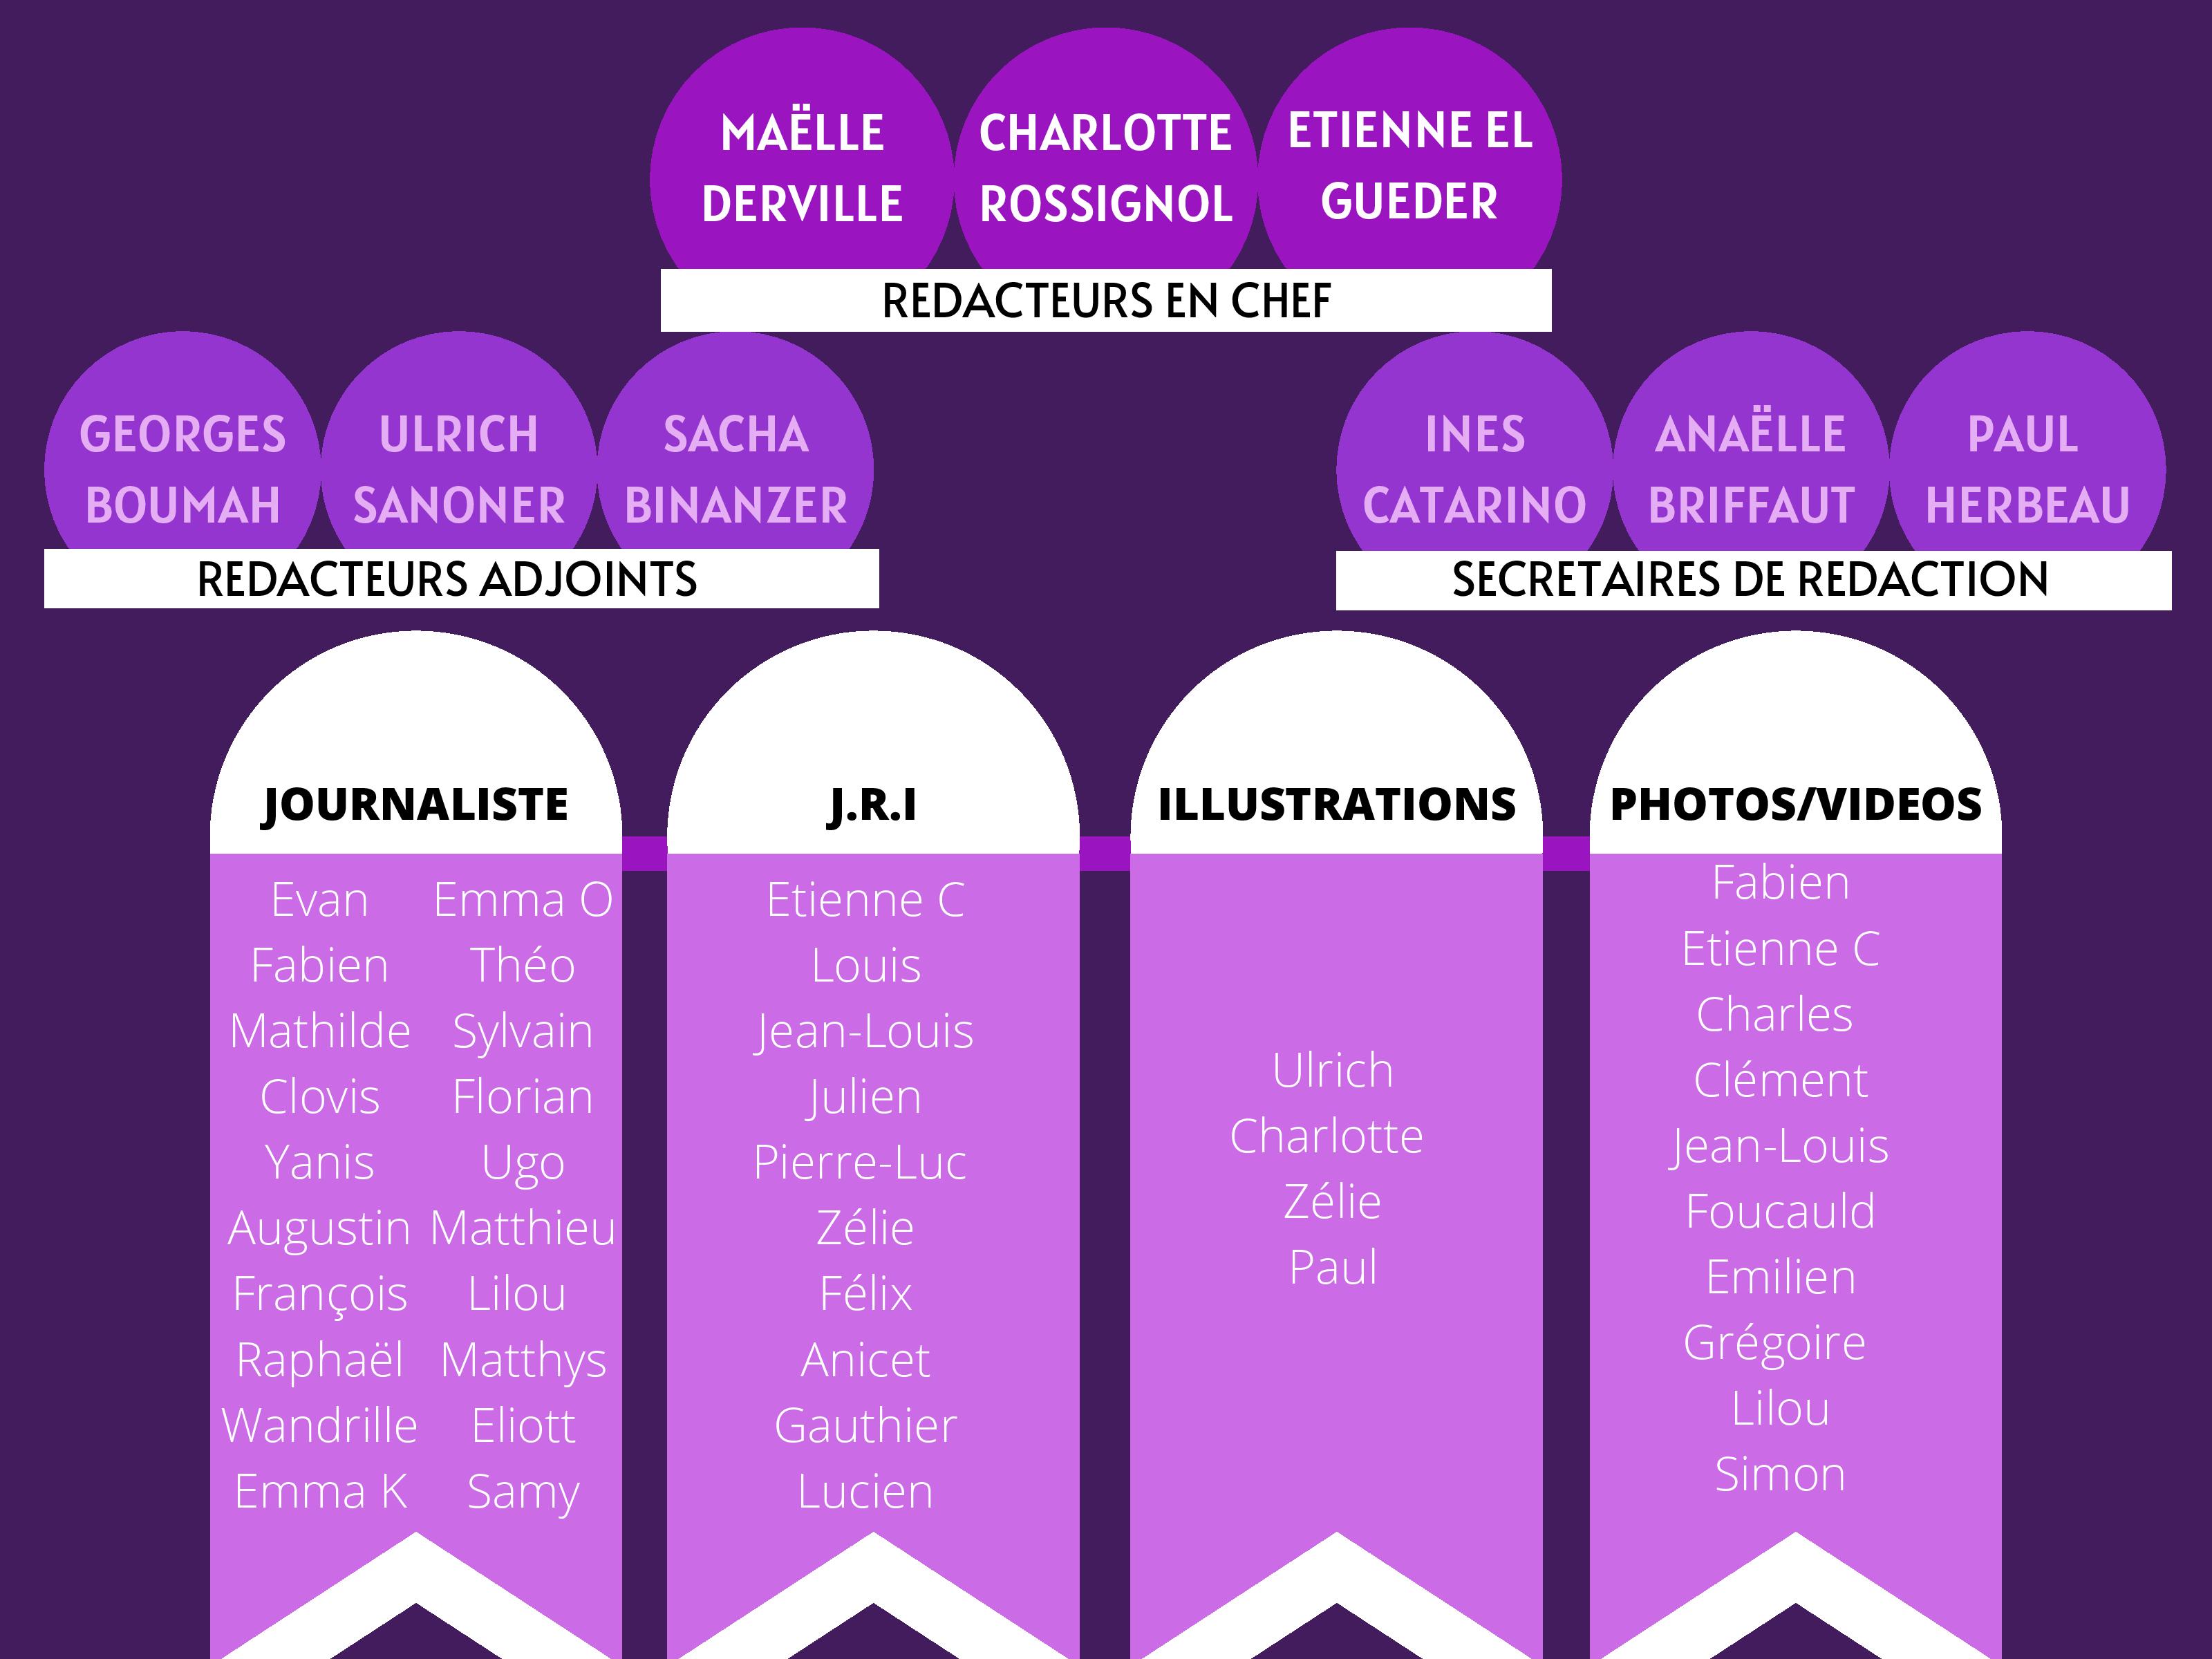 MAËLLE
DERVILLE
CHARLOTTE
ROSSIGNOL
ETIENNE EL
GUEDER
REDACTEURS EN CHEF
GEORGES
BOUMAH
ULRICH
SANONER
SACHA
BINANZER
REDACTEURS ADJOINTS
INES
CATARINO
ANAËLLE
BRIFFAUT
PAUL
HERBEAU
SECRETAIRES DE REDACTION
JOURNALISTE
Evan
Fabien
Mathilde
Clovis
Yanis
Augustin
François
Raphaël
Wandrille
Emma K
Emma O
Théo
Sylvain
Florian
Ugo
Matthieu
Lilou
Matthys
Eliott
Samy
J.R.I
Etienne C
Louis
Jean-Louis
Julien
Pierre-Luc
Zélie
Félix
Anicet
Gauthier
Lucien
ILLUSTRATIONS
Ulrich
Charlotte
Zélie
Paul
PHOTOS/VIDEOS
Fabien
Etienne C
Charles
Clément
Jean-Louis
Foucauld
Emilien
Grégoire
Lilou
Simon